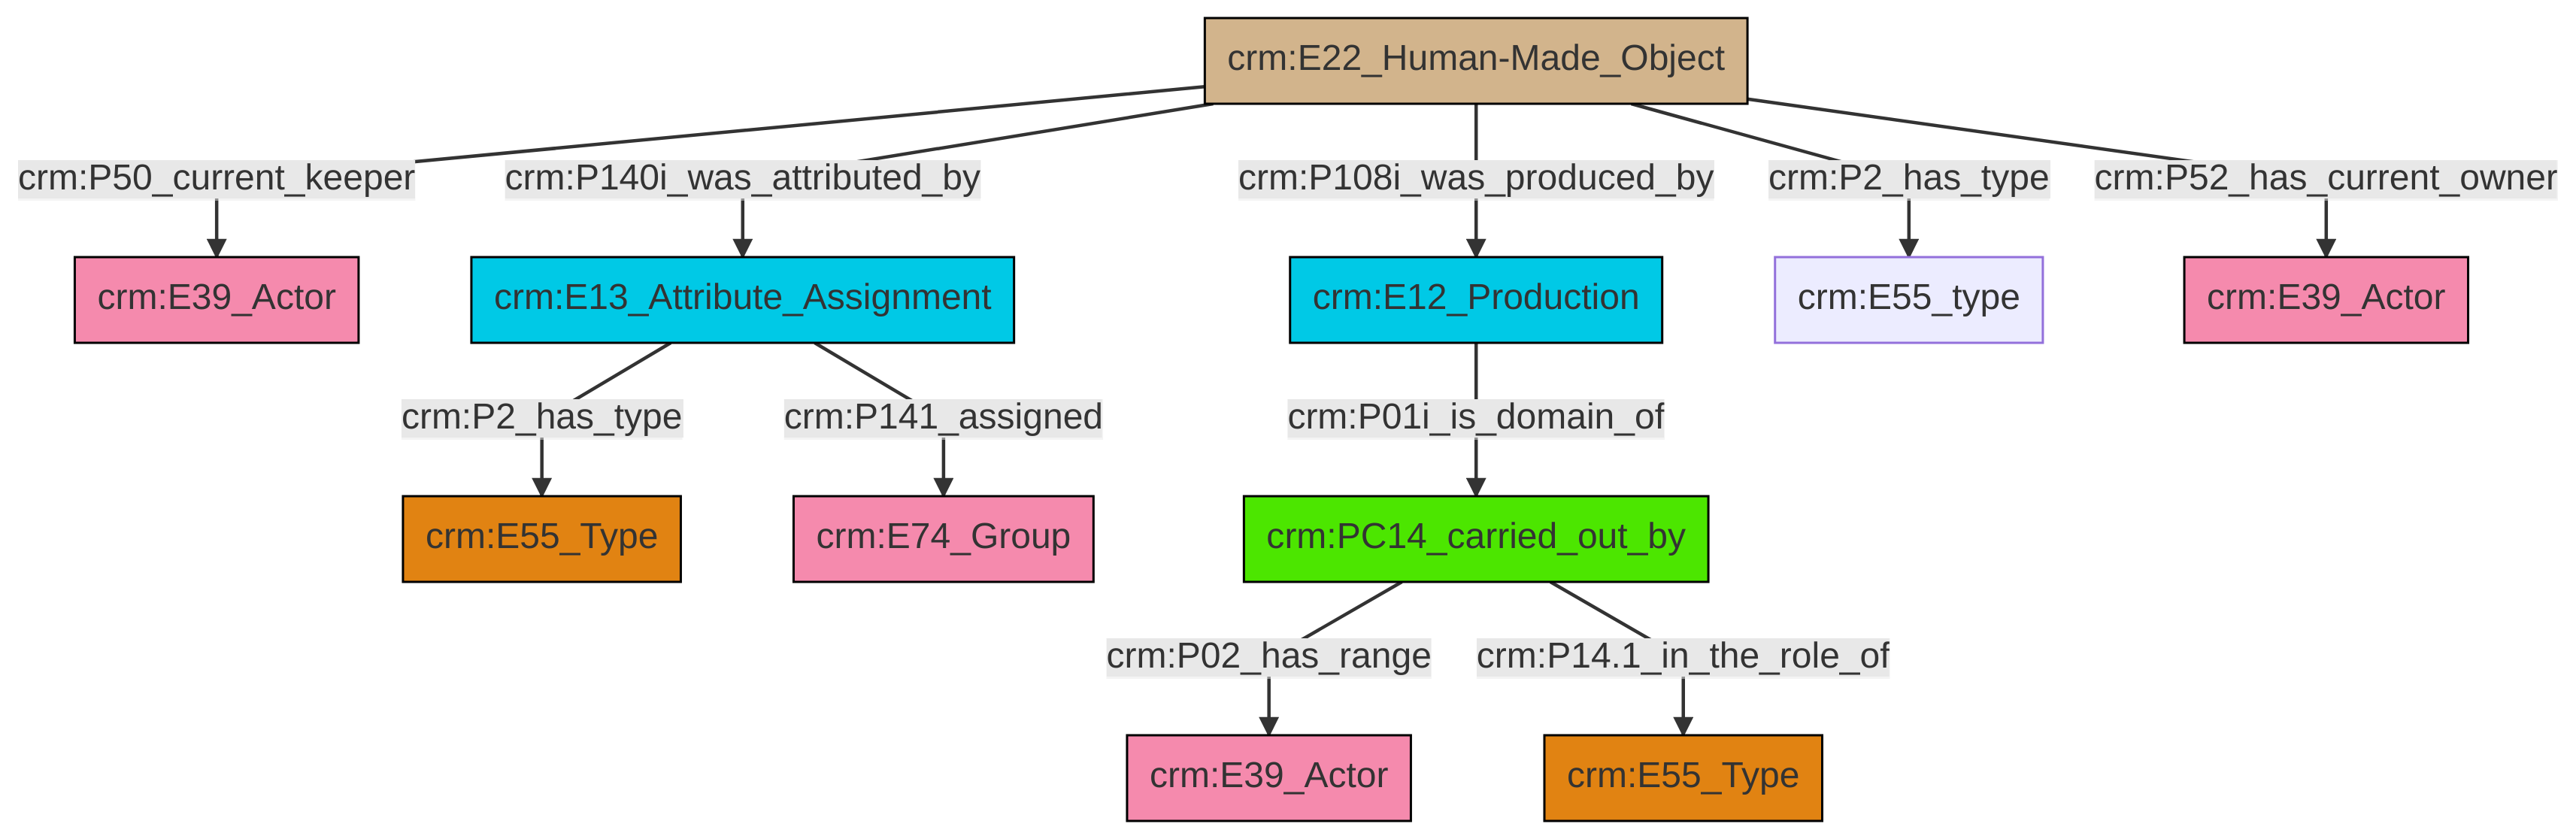 crm:E22_Human-Made_Object
crm:P50_current_keeper
crm:P140i_was_attributed_by
crm:P108i_was_produced_by
crm:P2_has_type
crm:P52_has_current_owner
crm:E39_Actor
crm:E13_Attribute_Assignment
crm:E12_Production
crm:E55_type
crm:E39_Actor
crm:P2_has_type
crm:P141_assigned
crm:P01i_is_domain_of
crm:E55_Type
crm:E74_Group
crm:PC14_carried_out_by
crm:P02_has_range
crm:P14.1_in_the_role_of
crm:E39_Actor
crm:E55_Type